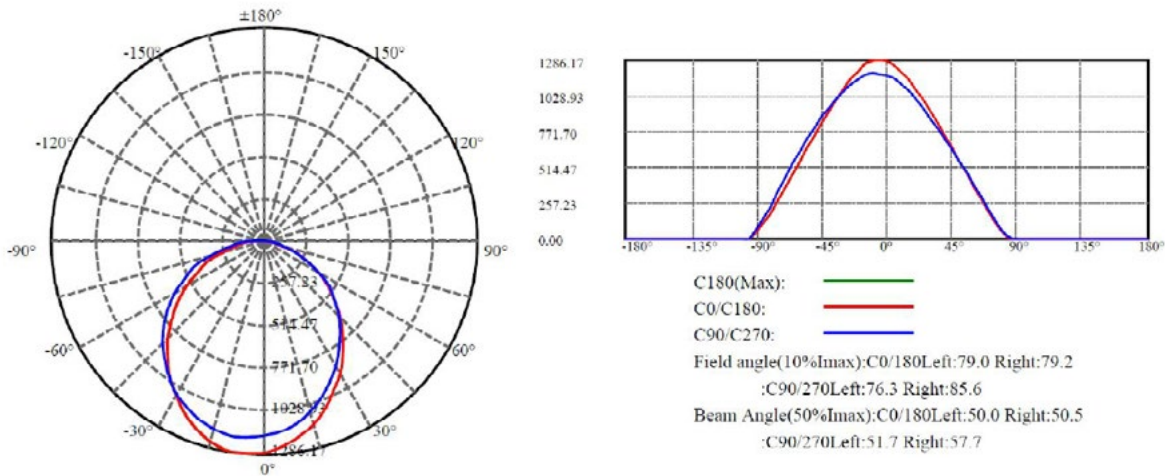 ±180°
-150°
150°
-120°
120°
-90°
90°
257.23
514.47
-60°
60°
771.70
1028.93
-30°
30°
1286.17
0°
1286.17
1028.93
771.70
514.47
257.23
0.00
-180° -135° -90° -45° 0° 45° 90° 135° 180°
C180(Max):
C0/C180:
C90/C270:
Field angle(10%Imax):C0/180Left:79.0 Right:79.2
:C90/270Left:76.3 Right:85.6
Beam Angle(50%Imax):C0/180Left:50.0 Right:50.5
:C90/270Left:51.7 Right:57.7